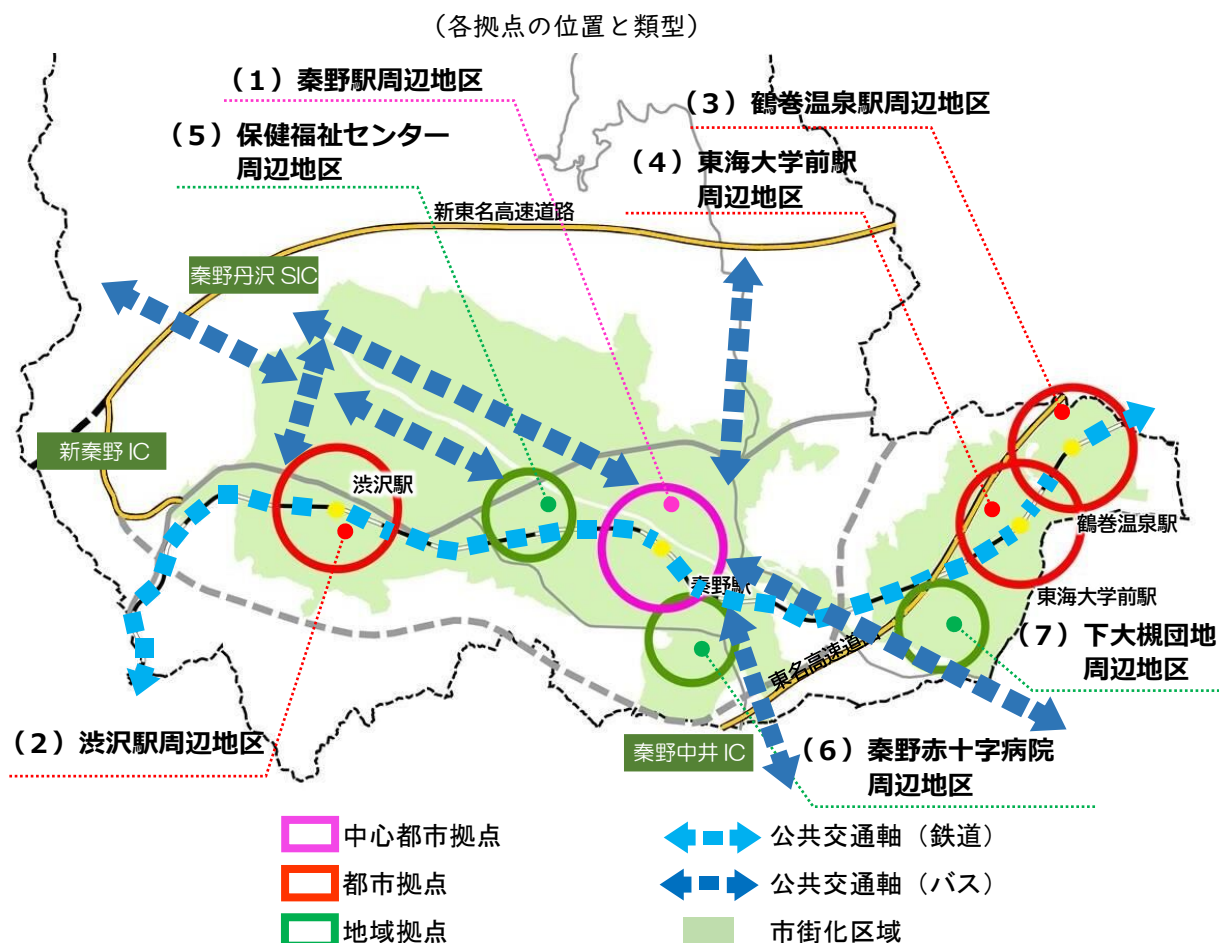 （各拠点の位置と類型）
（１）秦野駅周辺地区
（３）鶴巻温泉駅周辺地区
（５）保健福祉センター
周辺地区
（４）東海大学前駅
周辺地区
新東名高速道路
秦野丹沢 SIC
新秦野 IC
渋沢駅
鶴巻温泉駅
秦野駅
東海大学前駅
（７）下大槻団地
周辺地区
東名高速道路
（２）渋沢駅周辺地区
秦野中井 IC
（６）秦野赤十字病院
周辺地区
中心都市拠点
公共交通軸（鉄道）
都市拠点
公共交通軸（バス）
地域拠点
市街化区域